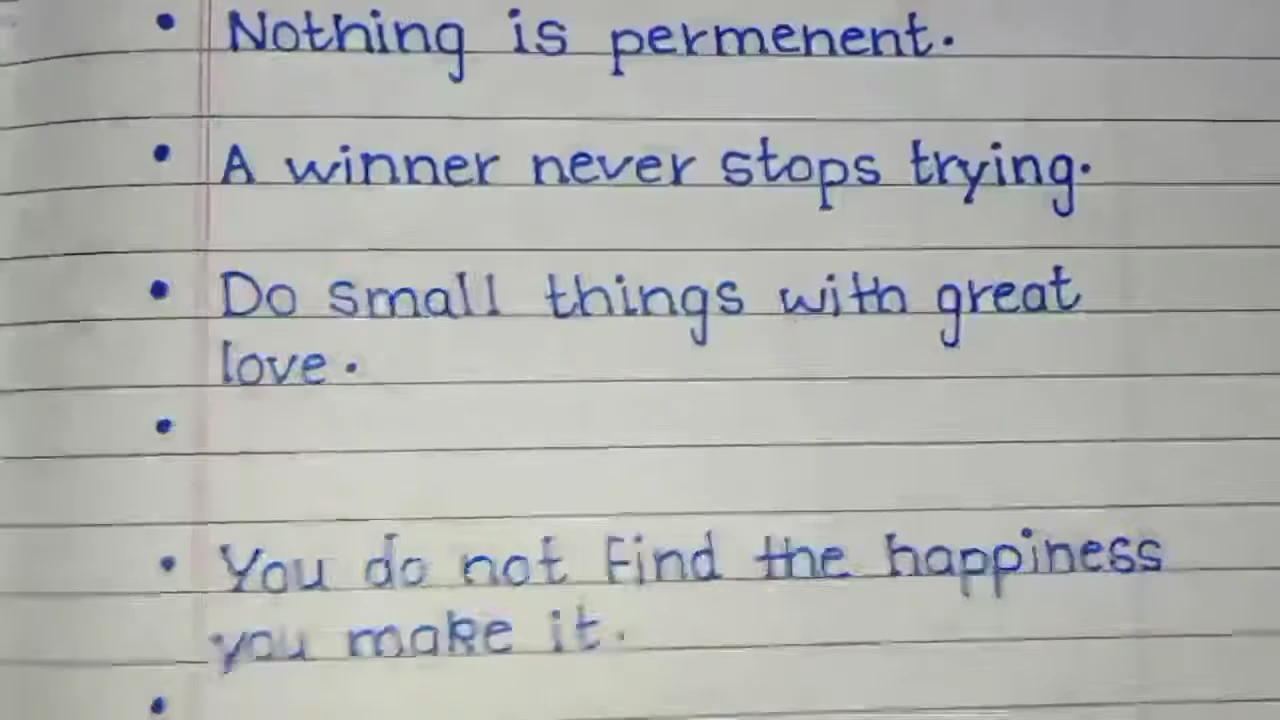 • Nothing is permenent.
• A winner never stops trying.
• Do small things with great
love.
•
• You do not Find the happiness
you make it.
•